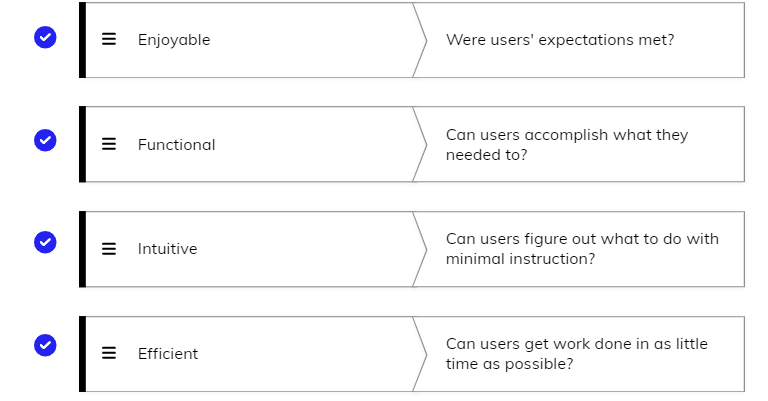 Enjoyable
Were users' expectations met?
Functional
Can users accomplish what they
needed to?
Intuitive
Can users figure out what to do with
minimal instruction?
Efficient
Can users get work done in as little
time as possible?